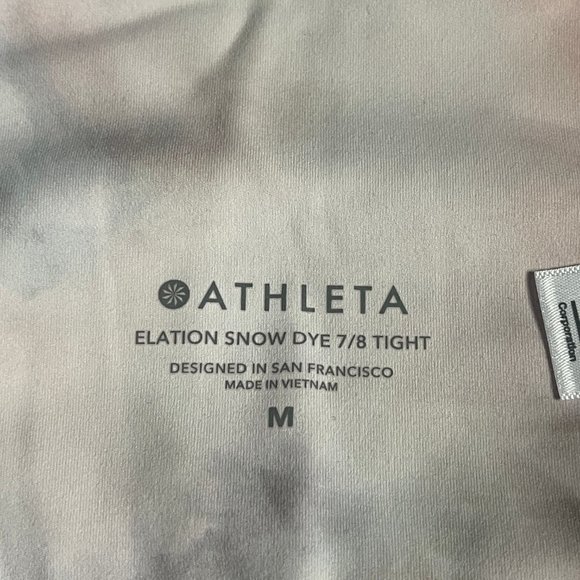 ATHLETA
ELATION SNOW DYE 7/8 TIGHT
DESIGNED IN SAN FRANCISCO
MADE IN VIETNAM
M
Corporation